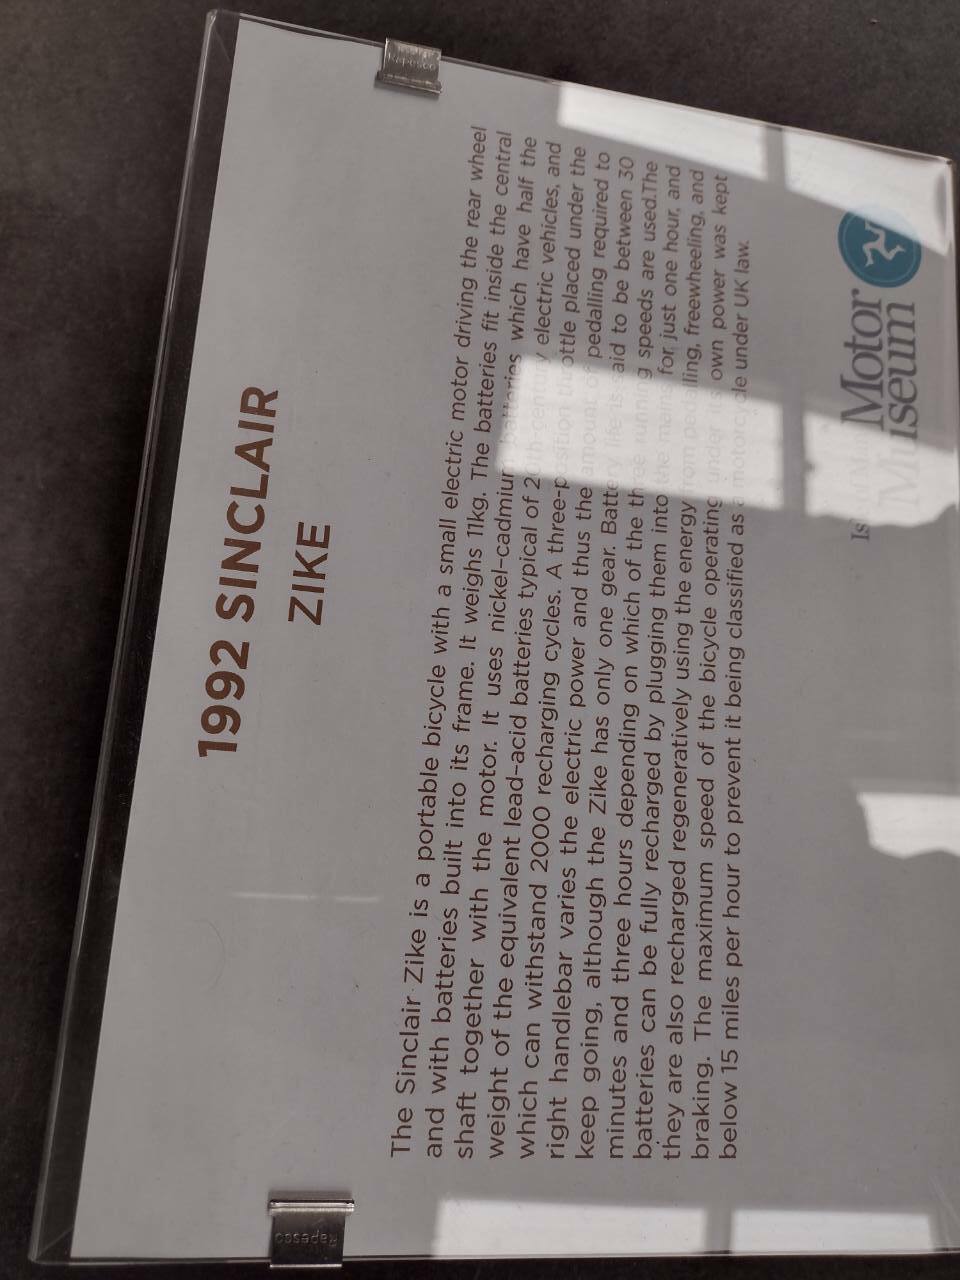 1992 SINCLAIR
ZIKE
The Sinclair Zike is a portable bicycle with a small electric motor driving the rear wheel
and with batteries built into its frame. It weighs 11kg. The batteries fit inside the central
shaft together with the motor. It uses nickel-cadmium batteries which have half the
weight of the equivalent lead-acid batteries typical of 20th-century electric vehicles, and
which can withstand 2000 recharging cycles. A three-position throttle placed under the
right handlebar varies the electric power and thus the amount of pedalling required to
keep going, although the Zike has only one gear. Battery life is said to be between 30
minutes and three hours depending on which of the three running speeds are used.The
batteries can be fully recharged by plugging them into the mains for just one hour, and
they are also recharged regeneratively using the energy from pedalling, freewheeling, and
braking. The maximum speed of the bicycle operating under its own power was kept
below 15 miles per hour to prevent it being classified as a motorcycle under UK law.
Motor
Museum
Rapesco
Rapesco